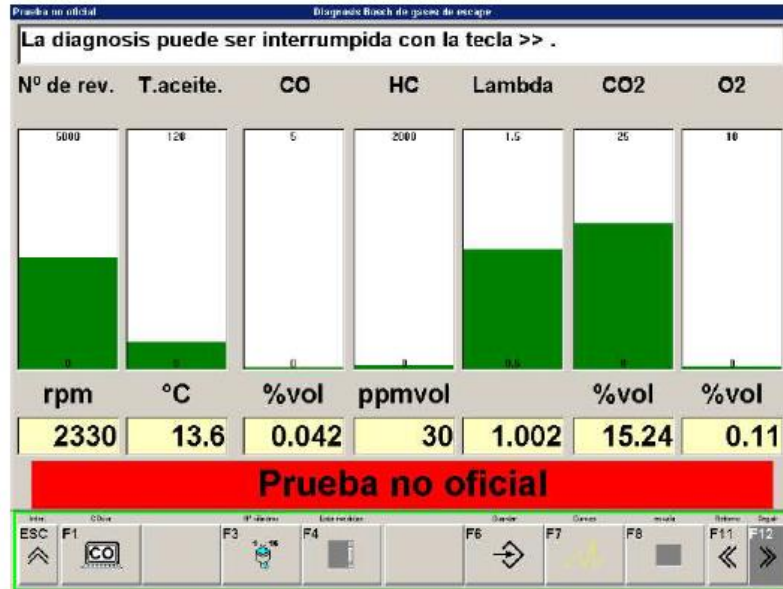 Prueba no oficial Diagnosis Bosch de gases de escape
La diagnosis puede ser interrumpida con la tecla >> .
Nº de rev. T.aceite. CO HC Lambda CO2 O2
5000 120 5 2000 1.5 25 10
0 0 0 0 0.5 0 0
rpm °C %vol ppmvol %vol %vol
2330 13.6 0.042 30 1.002 15.24 0.11
Prueba no oficial
ESC F1 F3 F4 F6 F7 F8 F11 F12
CO